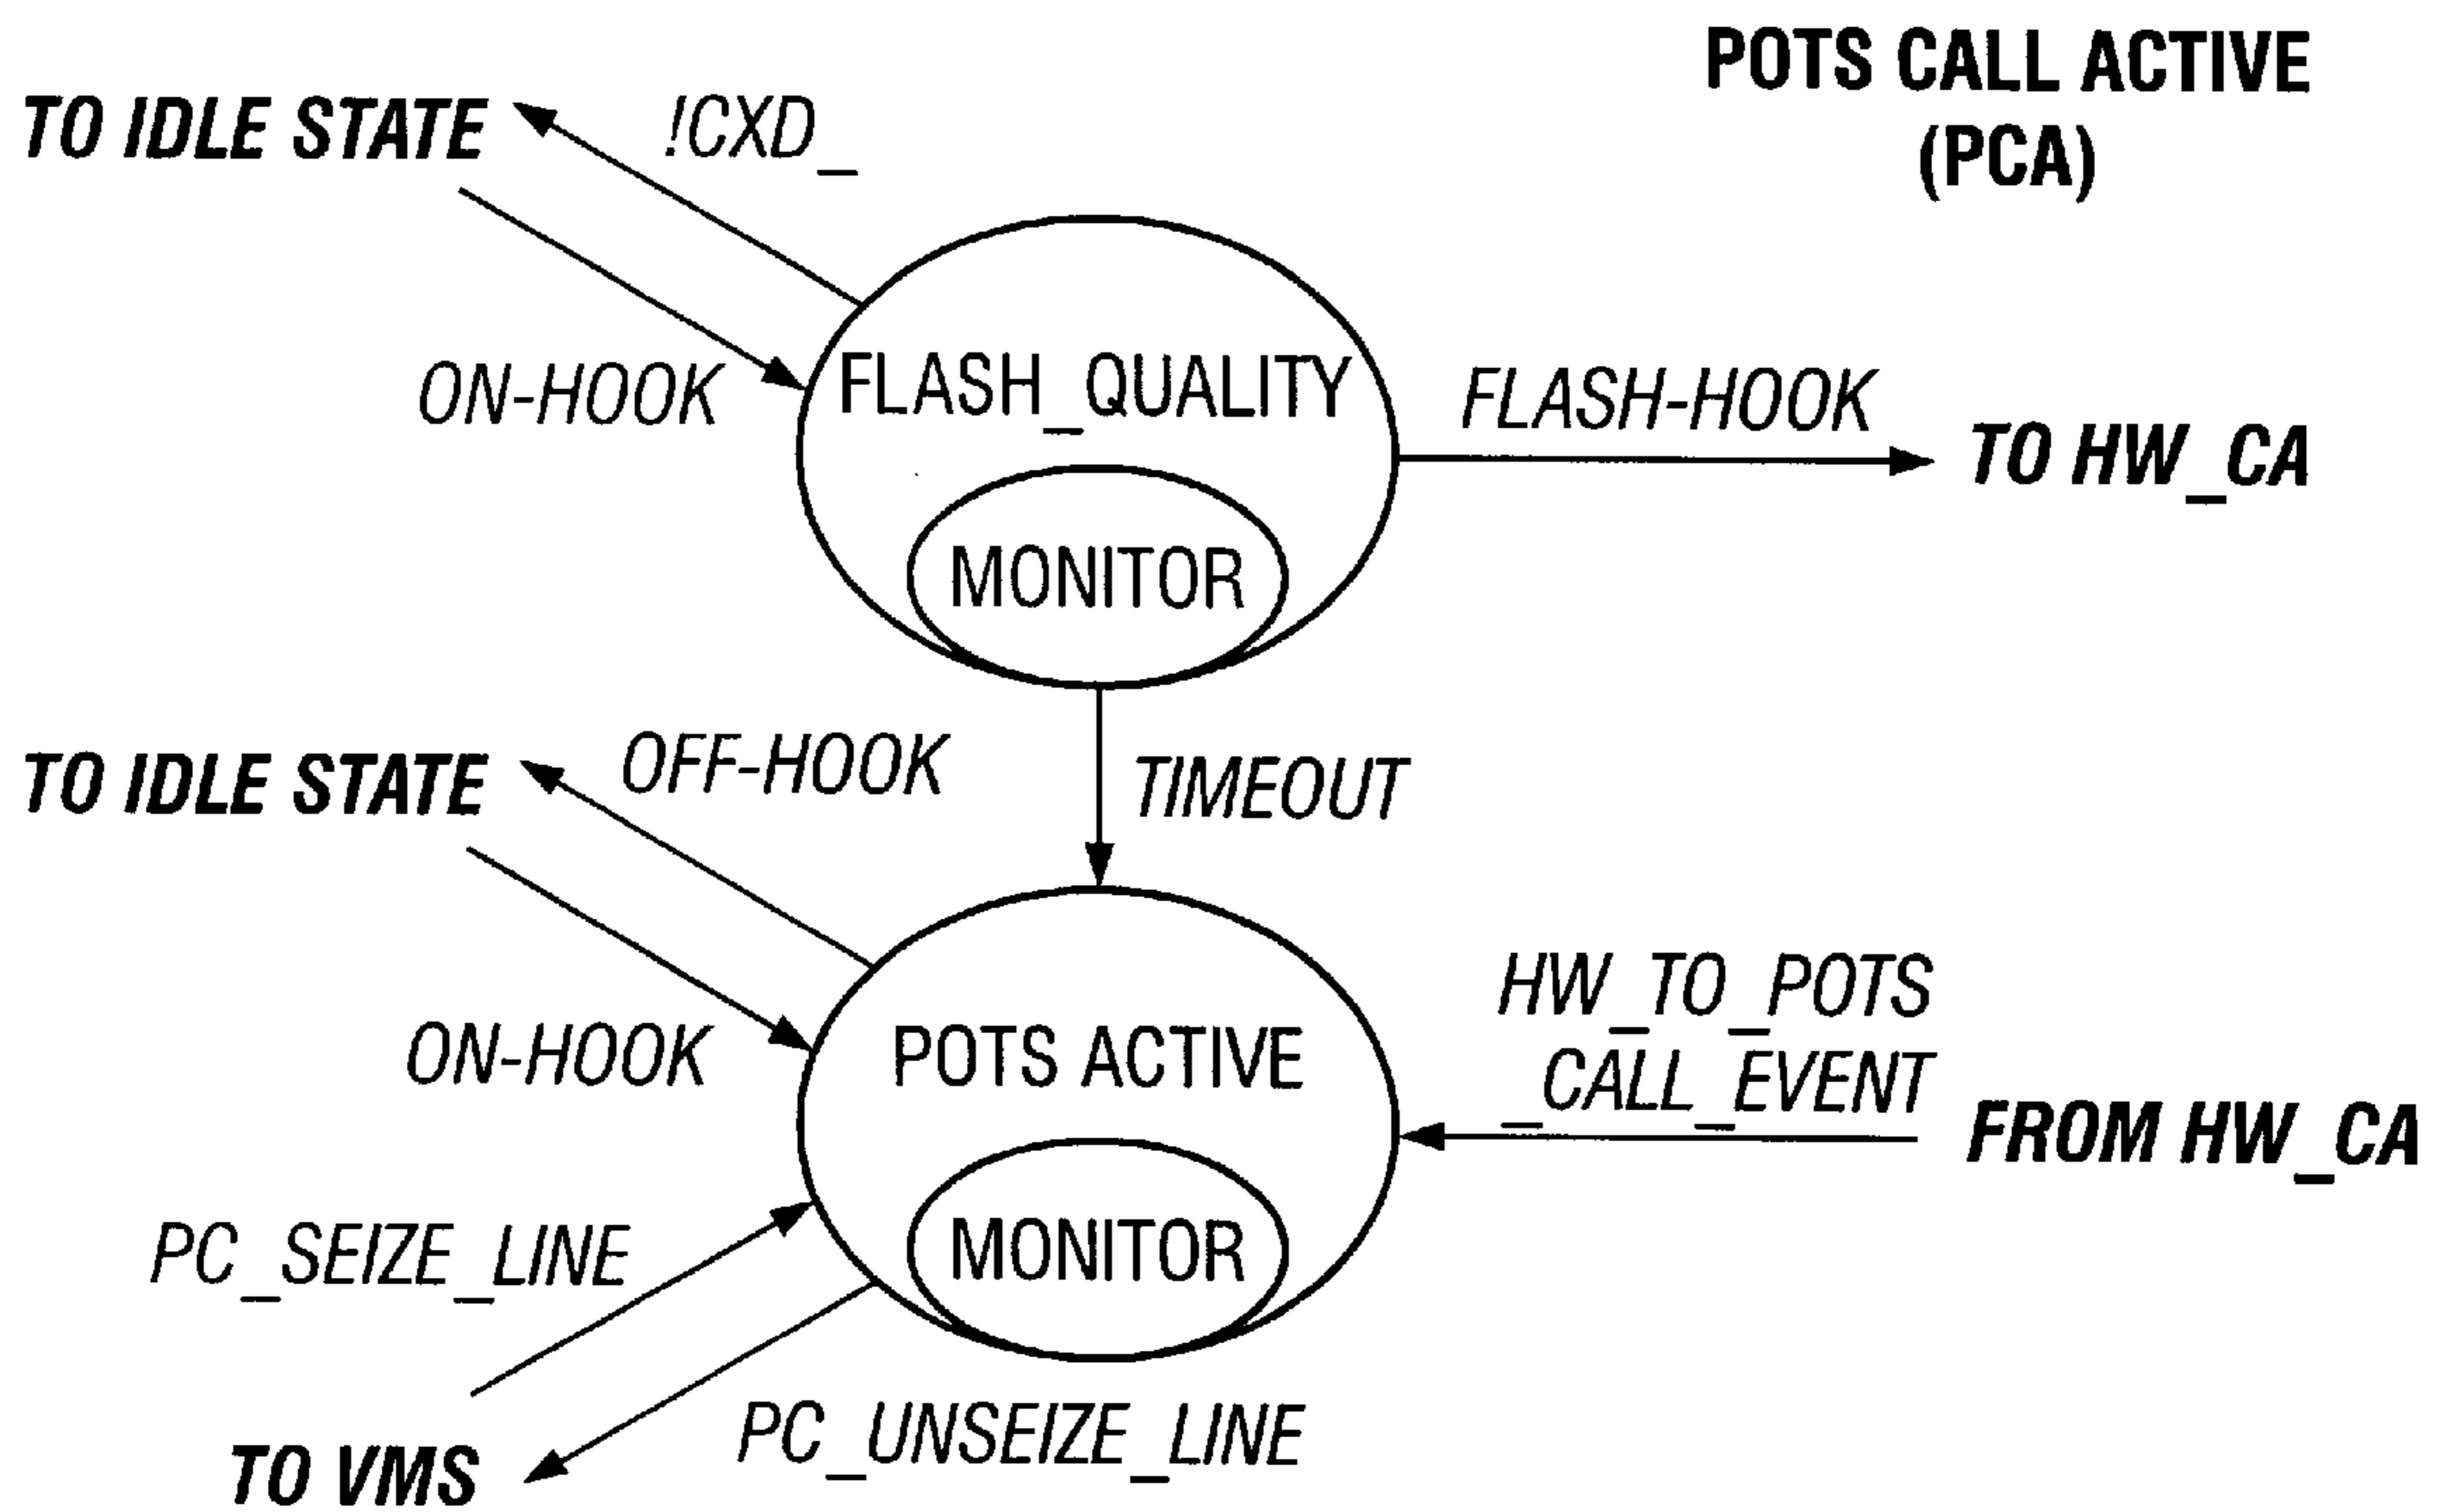 POTS CALL ACTIVE
(PCA)
TO IDLE STATE
!CXD_
ON-HOOK
FLASH_QUALITY
MONITOR
FLASH-HOOK
TO HW_CA
TIMEOUT
TO IDLE STATE
OFF-HOOK
ON-HOOK
POTS ACTIVE
MONITOR
HW_TO_POTS
_CALL_EVENT
FROM HW_CA
PC_SEIZE_LINE
PC_UNSEIZE_LINE
TO VMS